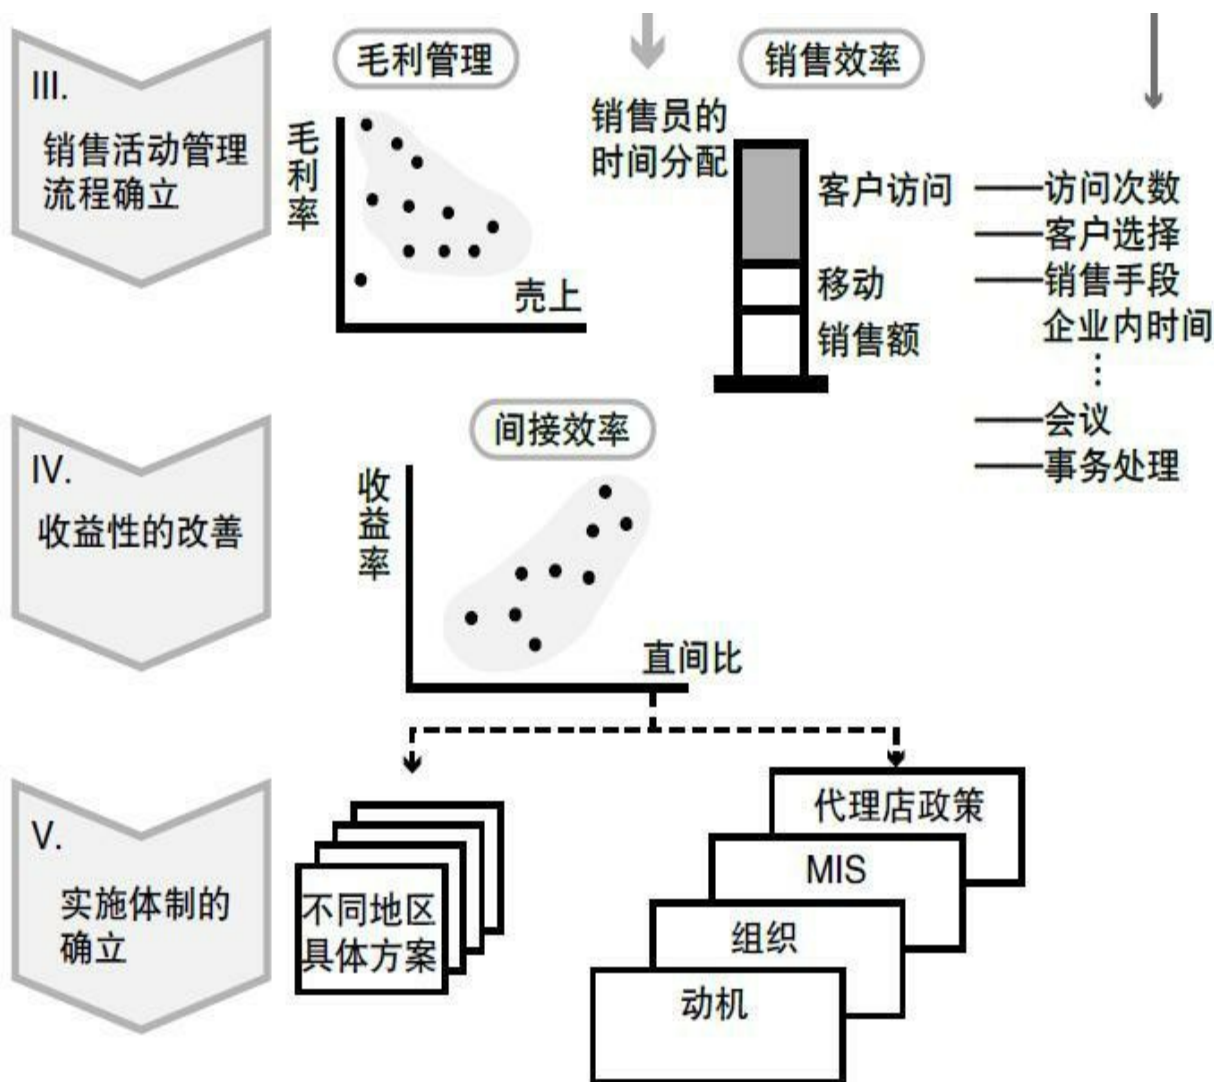 III.
销售活动管理
流程确立
毛利管理
毛利率
売上
销售员的
时间分配
销售效率
客户访问
移动
销售额
访问次数
客户选择
销售手段
企业内时间
会议
事务处理
IV.
收益性的改善
间接效率
收益率
直间比
V.
实施体制的
确立
不同地区
具体方案
代理店政策
MIS
组织
动机